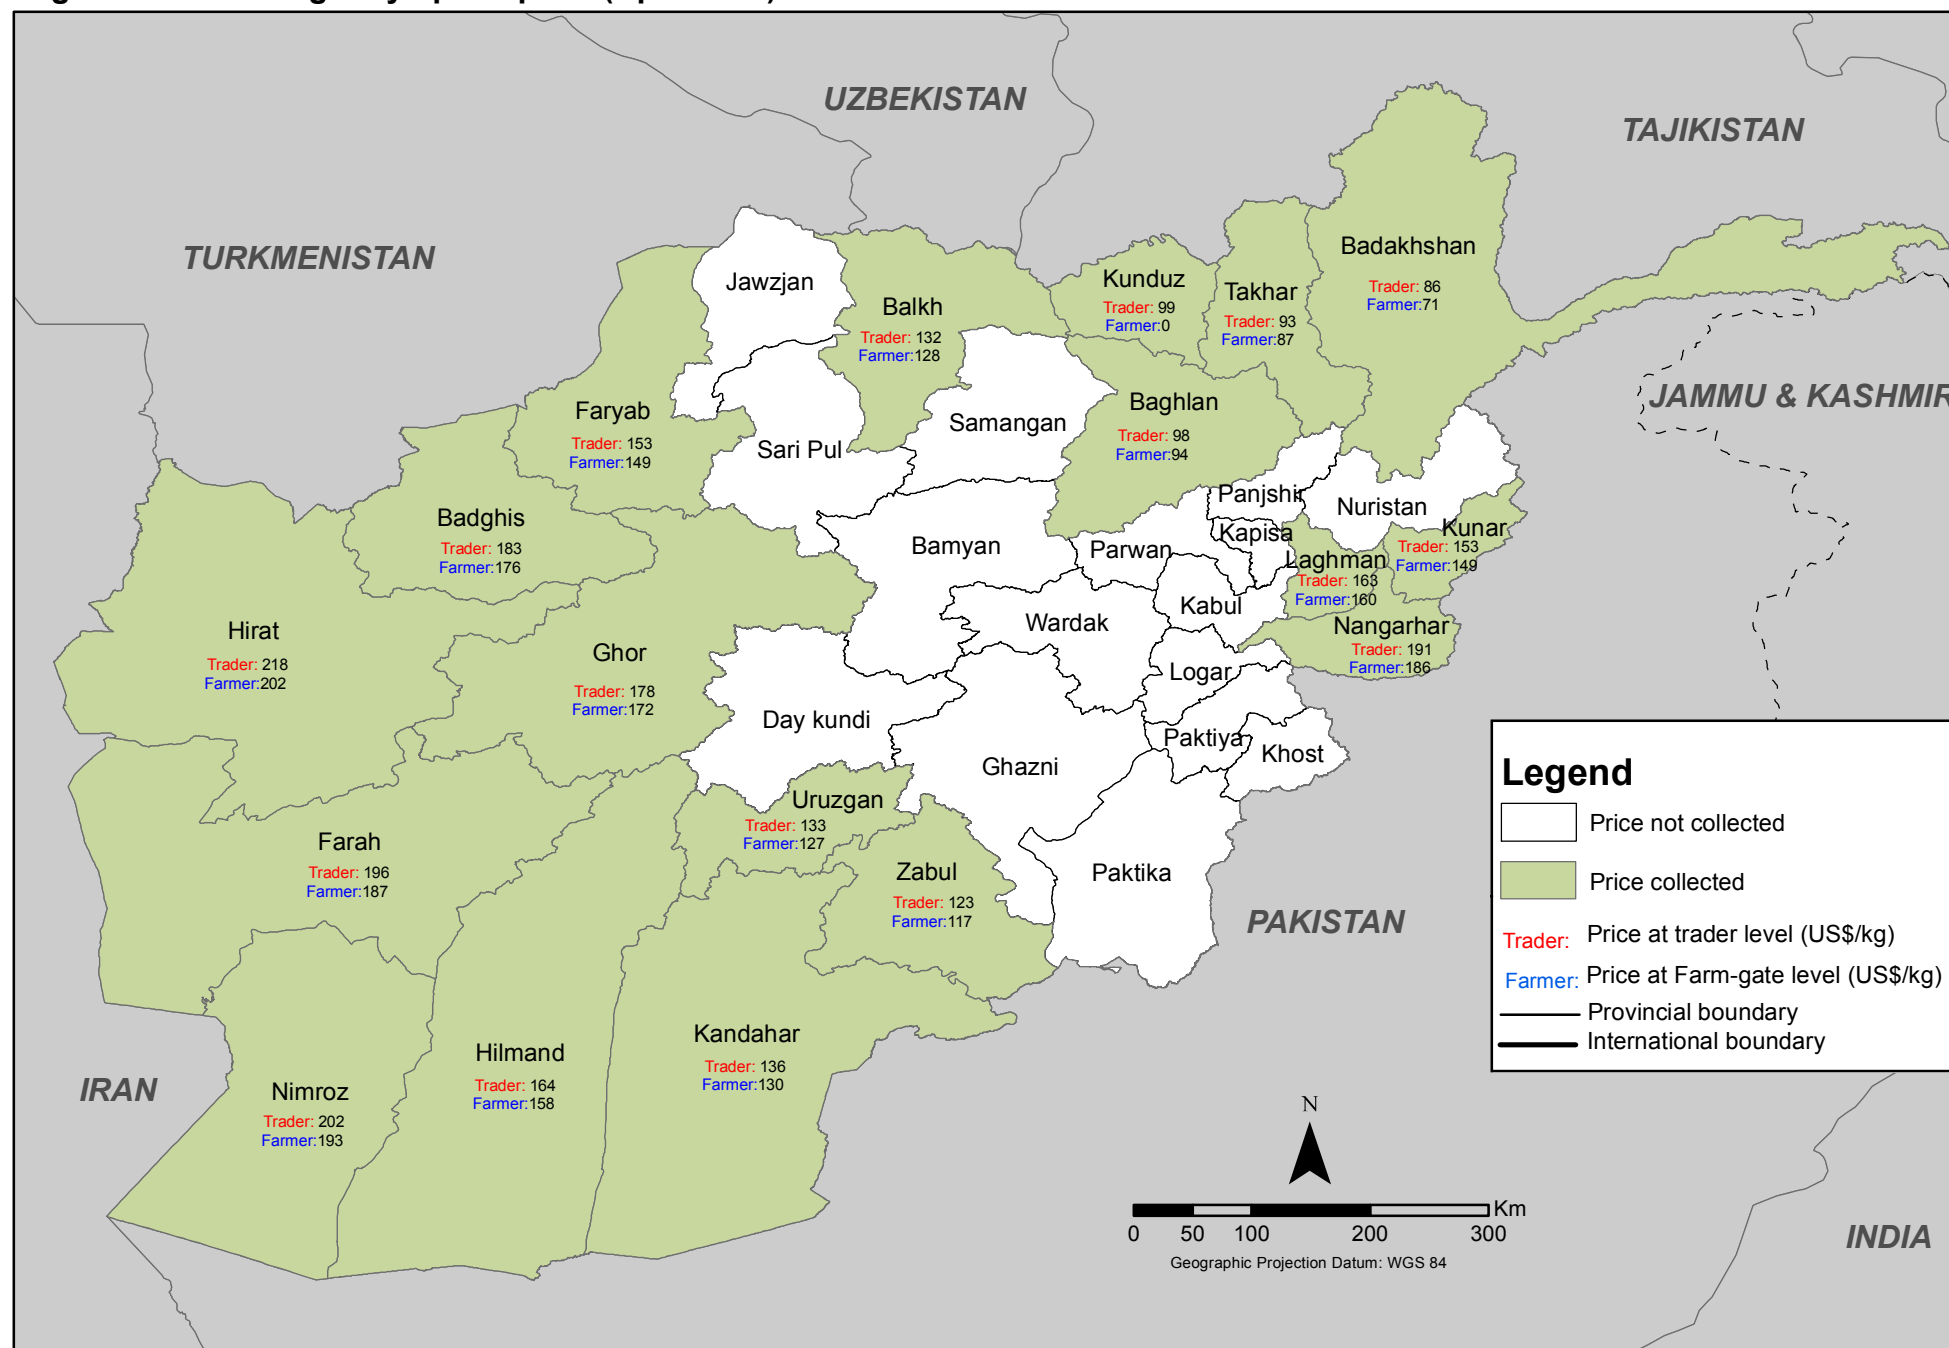 UZBEKISTAN
TAJIKISTAN
TURKMENISTAN
JAMMU & KASHMIR
Jawzjan
Balkh
Trader: 132
Farmer:128
Kunduz
Trader: 99
Farmer:0
Takhar
Trader: 93
Farmer:87
Badakhshan
Trader: 86
Farmer:71
Faryab
Trader: 153
Farmer:149
Sari Pul
Samangan
Baghlan
Trader: 98
Farmer:94
Badghis
Trader: 183
Farmer:176
Bamyan
Parwan
Panjshir
Kapisa
Nuristan
Kunar
Trader: 153
Farmer:149
Laghman
Trader: 163
Farmer:160
Hirat
Trader: 218
Farmer:202
Ghor
Trader: 178
Farmer:172
Wardak
Kabul
Nangarhar
Trader: 191
Farmer:186
Logar
Day kundi
Ghazni
Paktiya
Khost
Uruzgan
Trader: 133
Farmer:127
Farah
Trader: 196
Farmer:187
Zabul
Trader: 123
Farmer:117
Paktika
PAKISTAN
Kandahar
Trader: 136
Farmer:130
Hilmand
Trader: 164
Farmer:158
Nimroz
Trader: 202
Farmer:193
IRAN
INDIA
Legend
Price not collected
Price collected
Trader: Price at trader level (US$/kg)
Farmer: Price at Farm-gate level (US$/kg)
Provincial boundary
International boundary
N
Km
0 50 100 200 300
Geographic Projection Datum: WGS 84